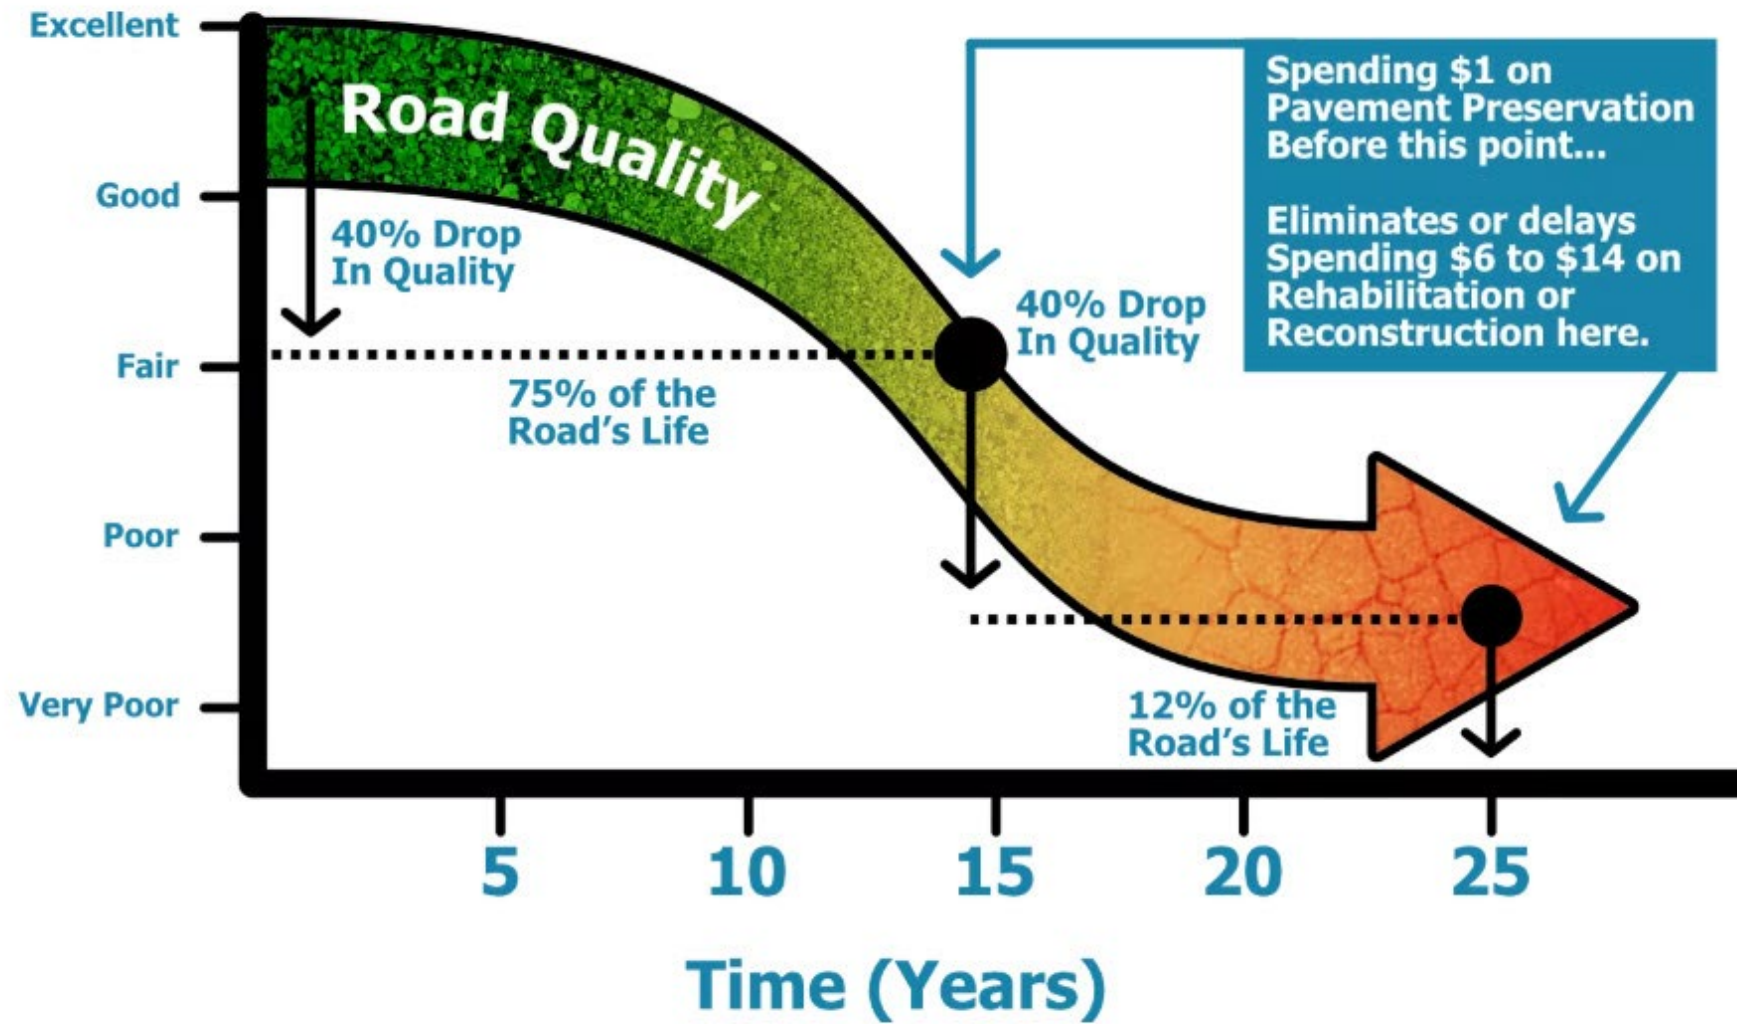 Excellent
Good
Fair
Poor
Very Poor
Road Quality
40% Drop
In Quality
75% of the
Road's Life
40% Drop
In Quality
Spending $1 on
Pavement Preservation
Before this point...
Eliminates or delays
Spending $6 to $14 on
Rehabilitation or
Reconstruction here.
12% of the
Road's Life
5
10
15
20
25
Time (Years)